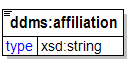 ddms:affiliation
type xsd:string